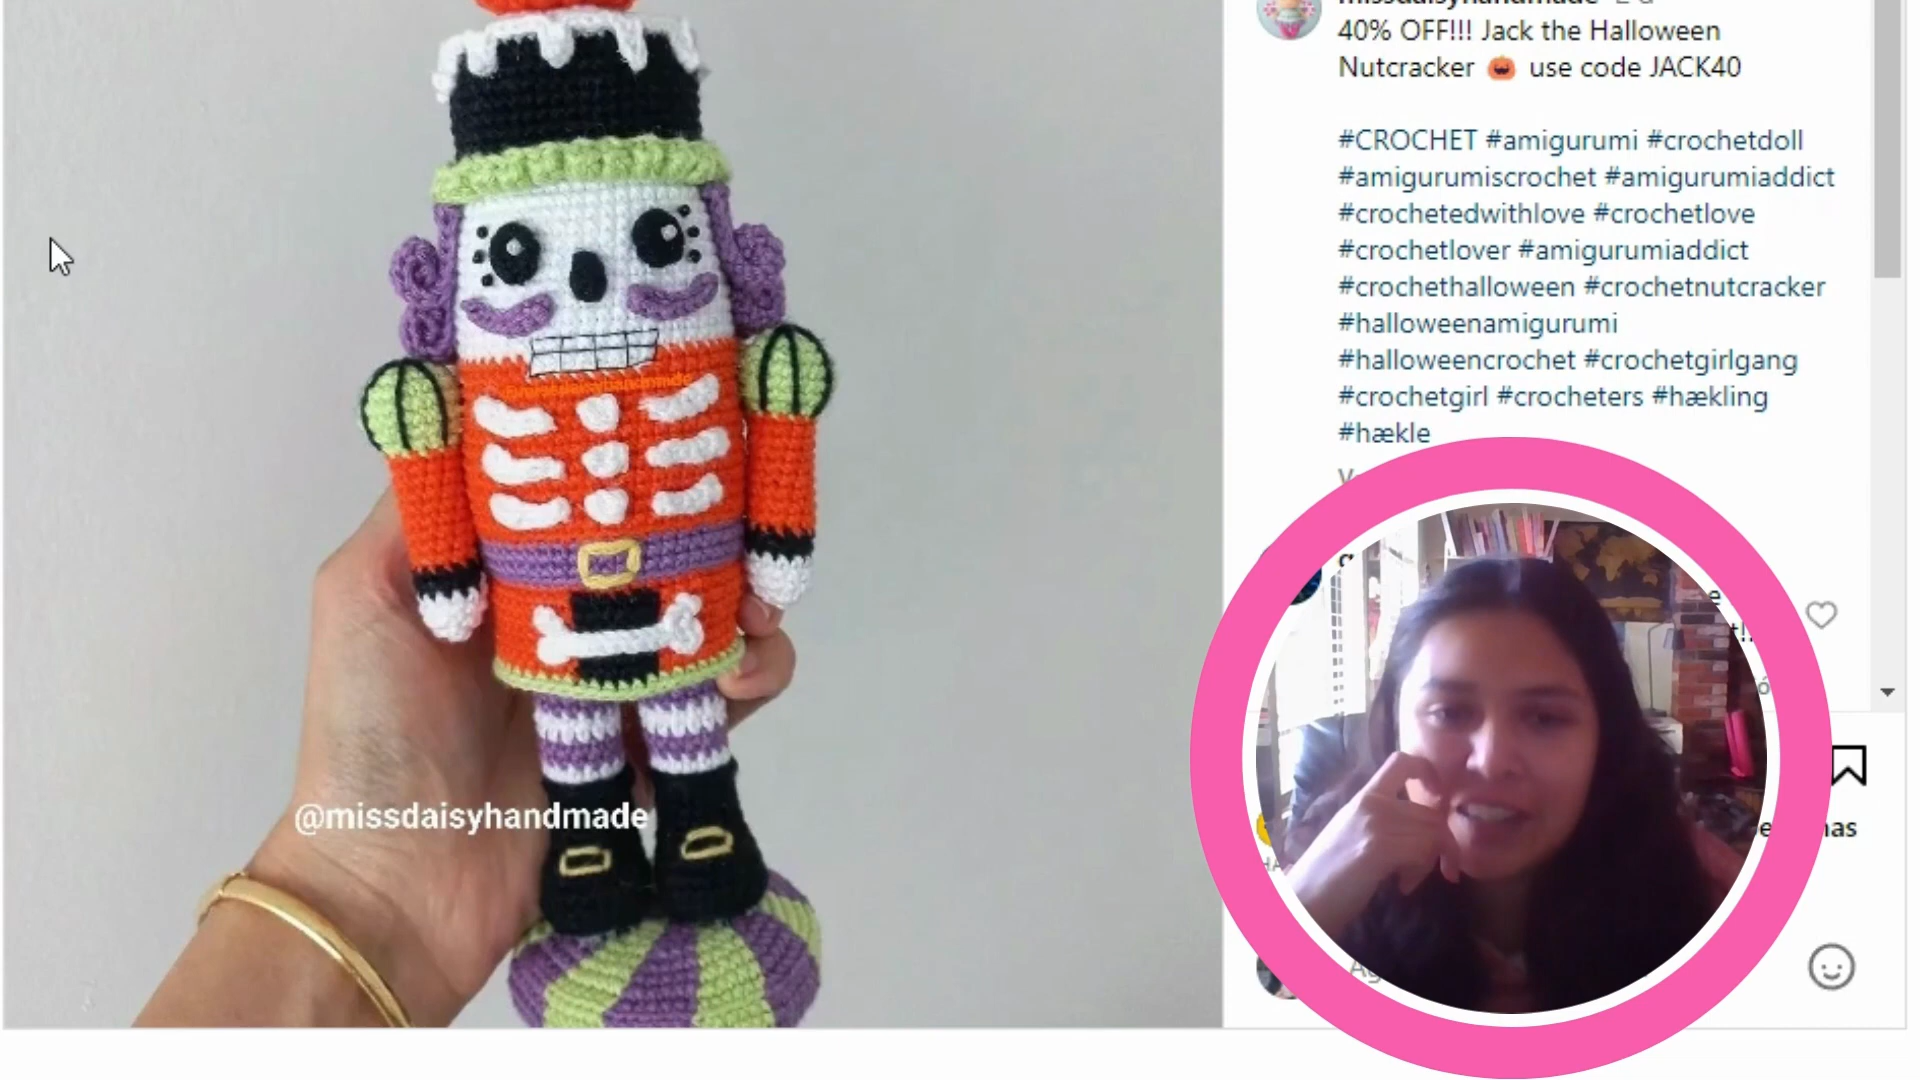 missdaisyhandmade
40% OFF!!! Jack the Halloween
Nutcracker 🎃 use code JACK40
#CROCHET #amigurumi #crochetdoll
#amigurumiscrochet #amigurumiaddict
#crochetedwithlove #crochetlove
#crochetlover #amigurumiaddict
#crochethalloween #crochetnutcracker
#halloweenamigurumi
#halloweencrochet #crochetgirlgang
#crochetgirl #crocheters #hækling
#hække
@missdaisyhandmade